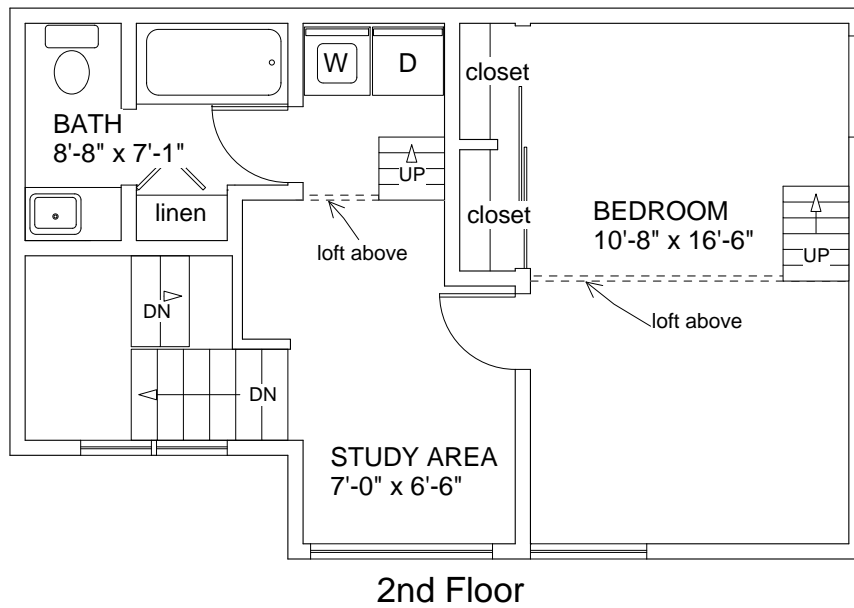 W
D
closet
BATH
8'-8" x 7'-1"
UP
linen
closet
BEDROOM
10'-8" x 16'-6"
loft above
UP
DN
loft above
DN
STUDY AREA
7'-0" x 6'-6"
2nd Floor